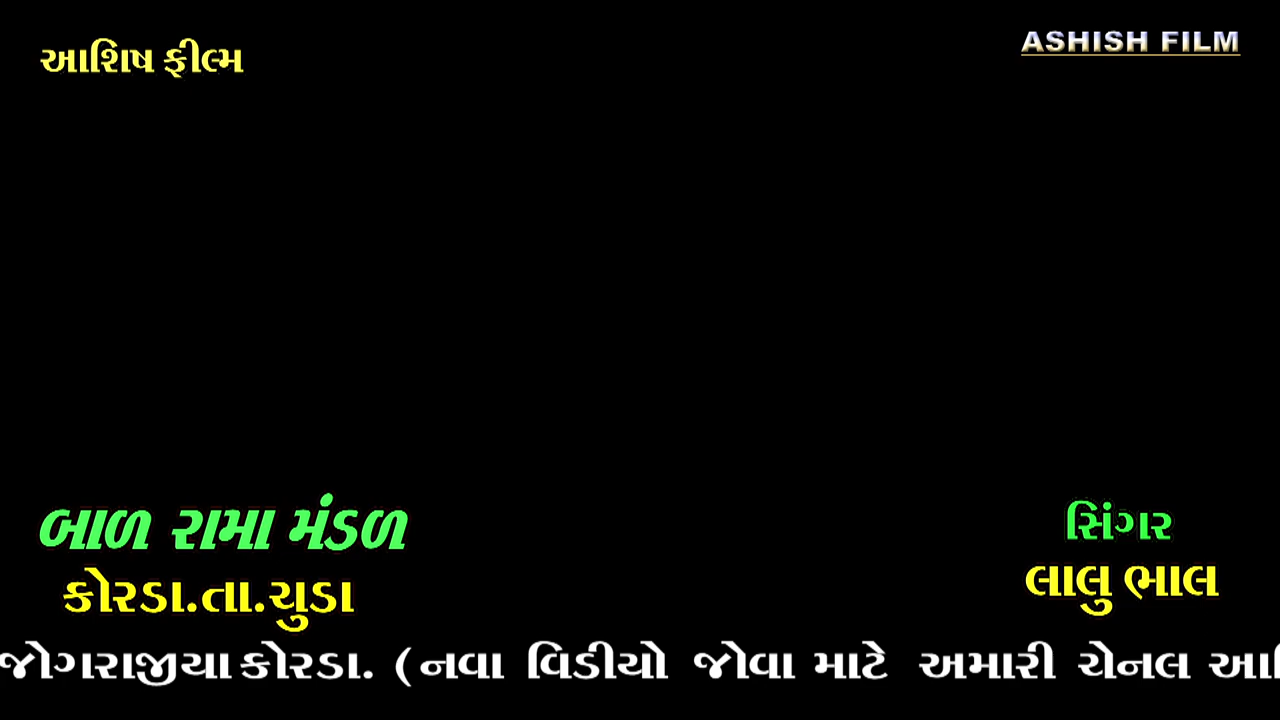 આશિષ ફીલ્મ
ASHISH FILM
બાળ રામા મંડળ
કોરડા.તા.ચુડા
સિંગર
લાલુ ભાલ
જોગરાજીયા કોરડા. ( નવા વિડીયો જોવા માટે અમારી ચેનલ